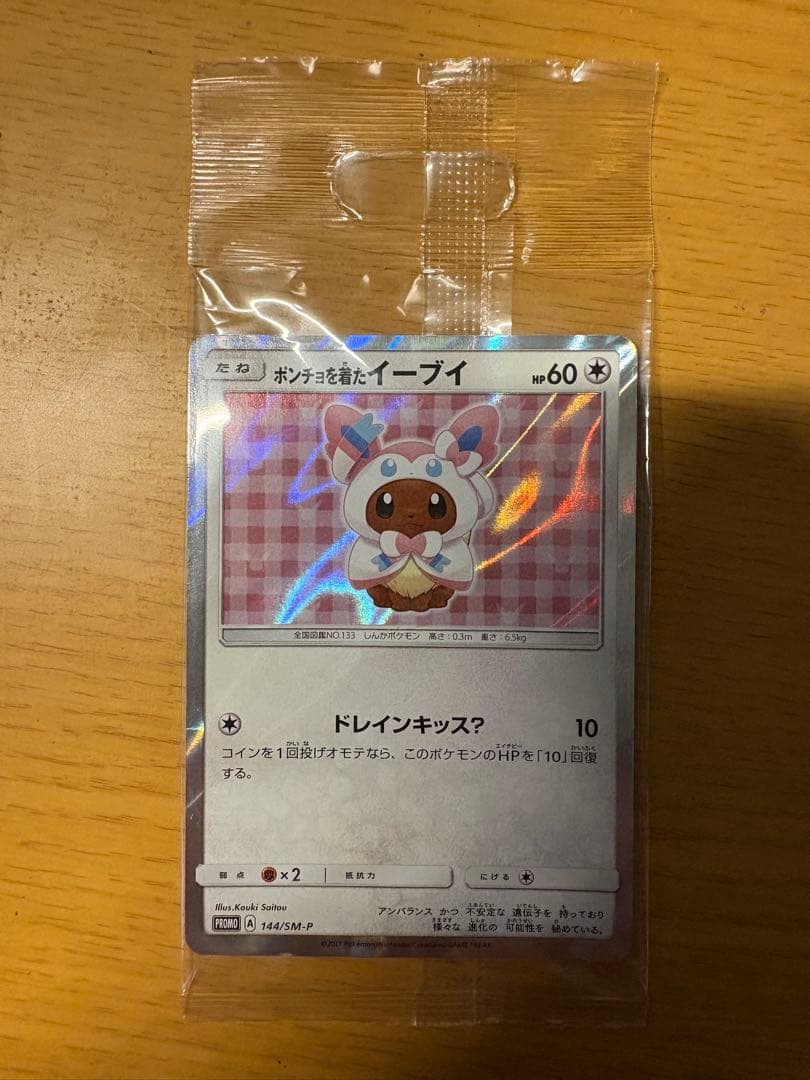 たね ポンチョを着たイーブイ HP60
全国図鑑NO.133 しんかポケモン 高さ:0.3m 重さ:6.5kg
ドレインキッス? 10
コインを1回投げオモテなら、このポケモンのHPを「10」回復
する。
弱点 ×2 抵抗力 にげる
Illus.Kouki Saitou
アンバランス かつ 不安定な 遺伝子を 持っており
PROMO A 144/SM-P
様々な 進化の 可能性を 秘めている。
©2017 Pokémon/Nintendo/Creatures/GAME FREAK